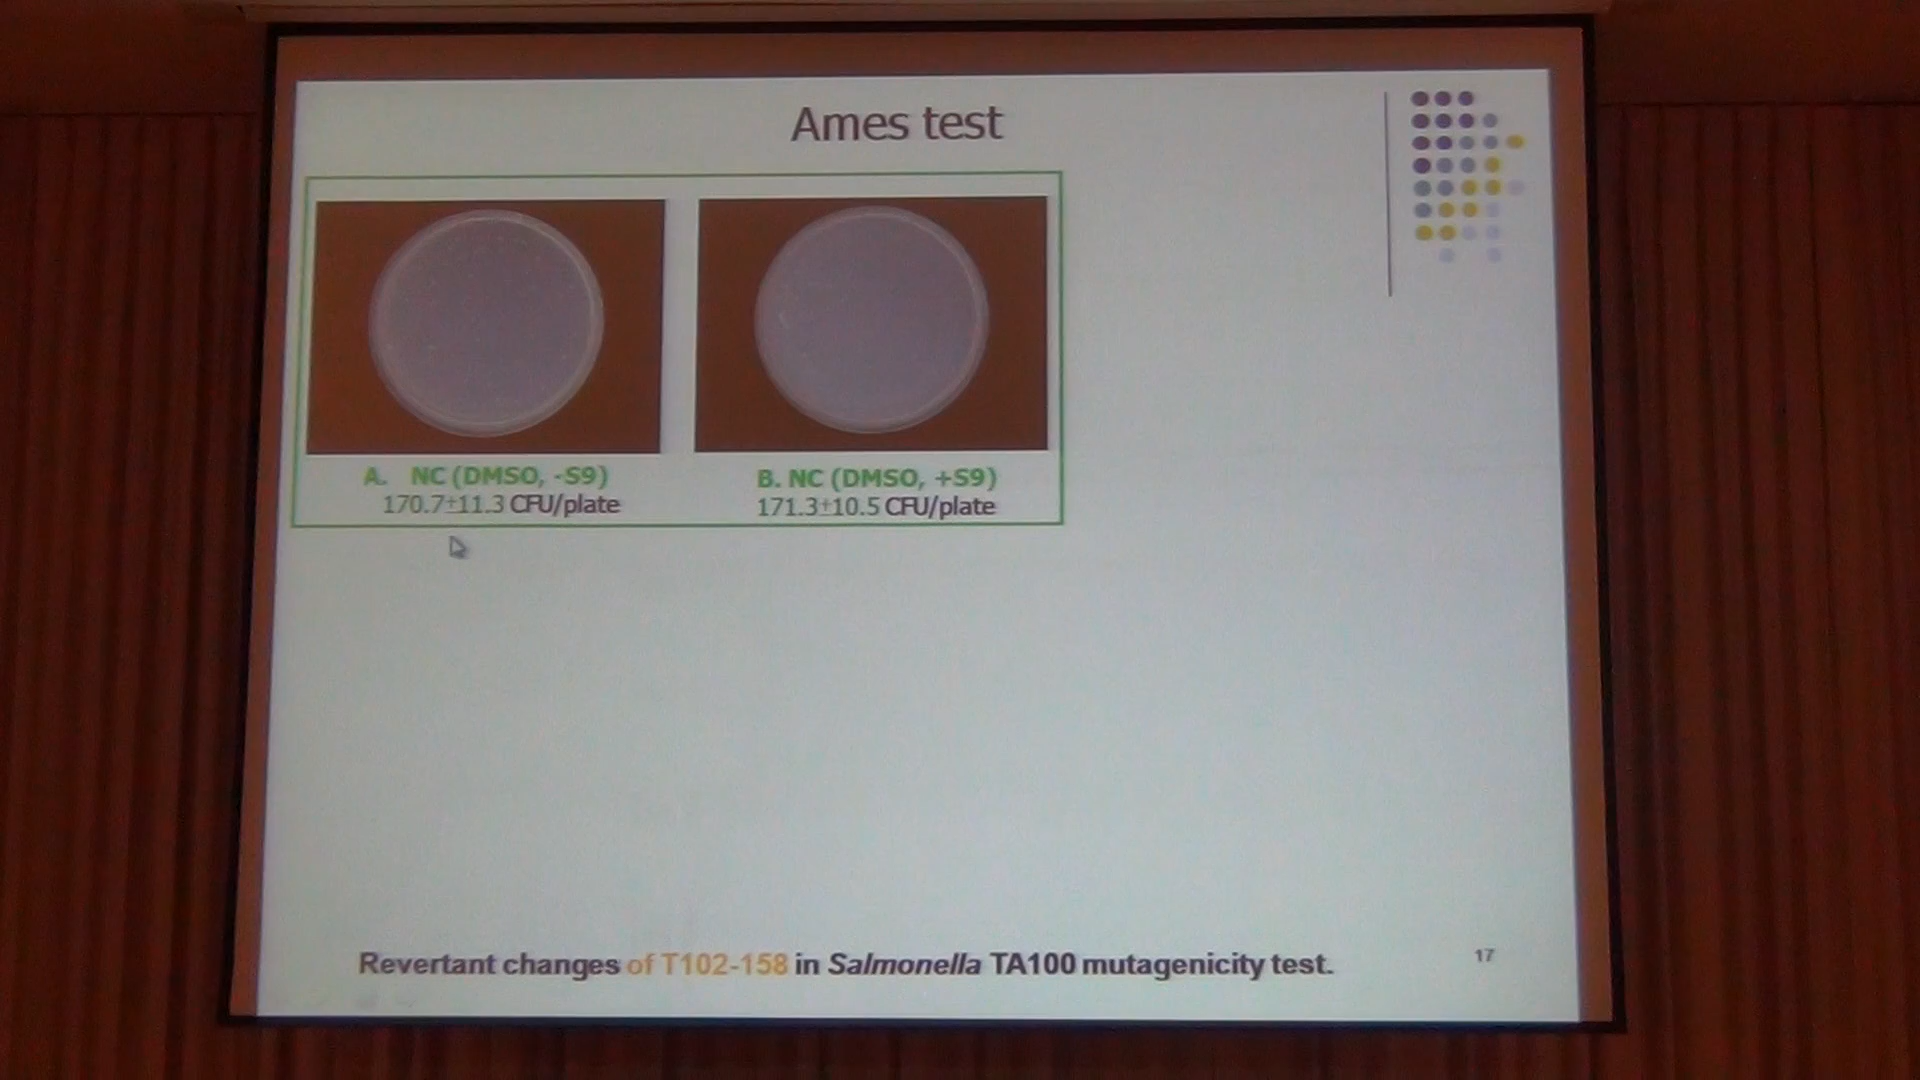 Ames test
A. NC (DMSO, -S9)
170.7±11.3 CFU/plate
B. NC (DMSO, +S9)
171.3±10.5 CFU/plate
Revertant changes of T102-158 in Salmonella TA100 mutagenicity test.
17